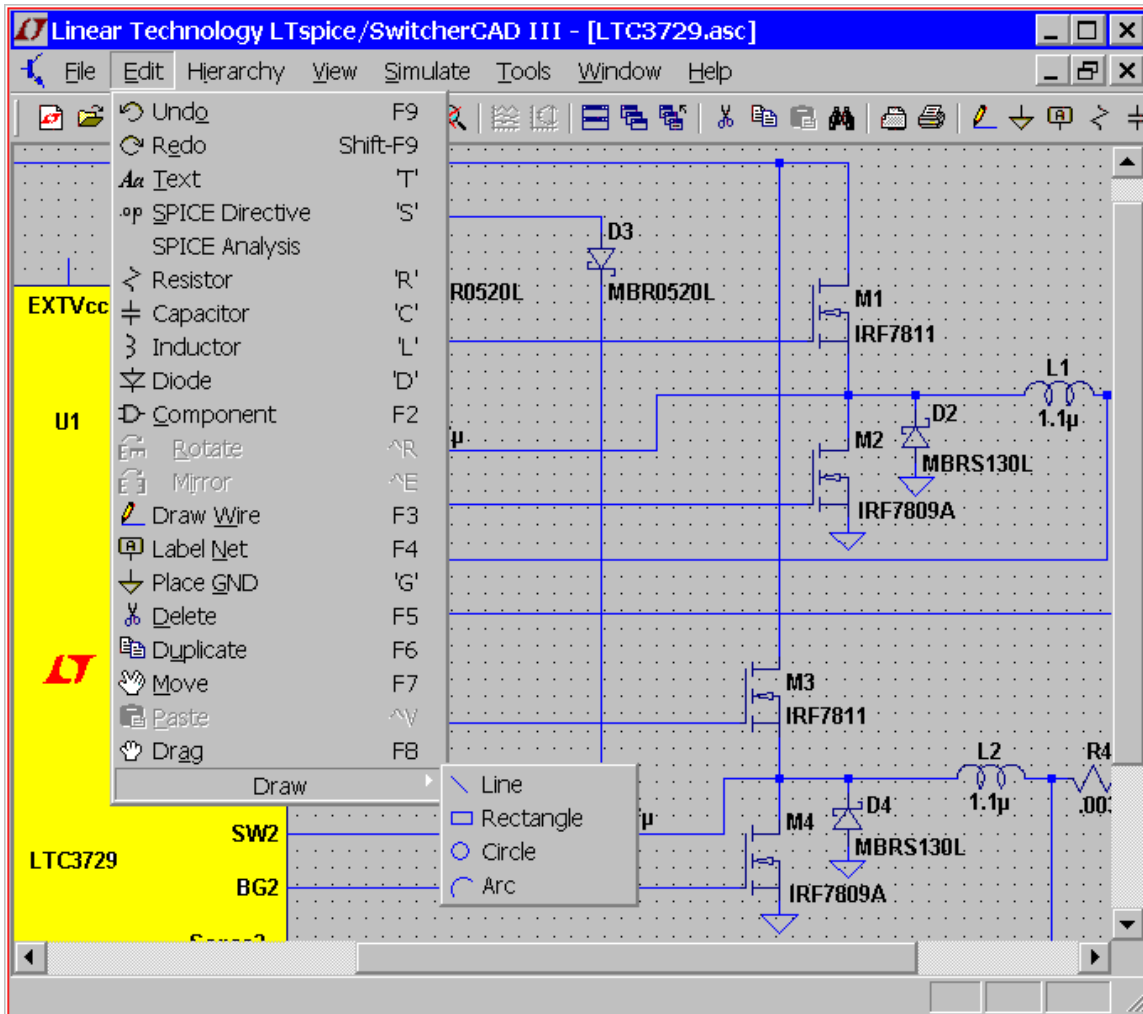 Linear Technology LTspice/SwitcherCAD III - [LTC3729.asc]
File Edit Hierarchy View Simulate Tools Window Help
Undo F9
Redo Shift-F9
Aa Text 'T'
.op SPICE Directive 'S'
SPICE Analysis
Resistor 'R'
Capacitor 'C'
Inductor 'L'
Diode 'D'
Component F2
Rotate ^R
Mirror ^E
Draw Wire F3
Label Net F4
Place GND 'G'
Delete F5
Duplicate F6
Move F7
Paste ^V
Drag F8
Draw
Line
Rectangle
Circle
Arc
EXTVcc
U1
LTC3729
SW2
BG2
D3
R0520L
MBR0520L
M1
IRF7811
L1
1.1µ
D2
MBRS130L
µ
M2
IRF7809A
M3
IRF7811
L2
1.1µ
R4
.003
µ
M4
D4
MBRS130L
IRF7809A